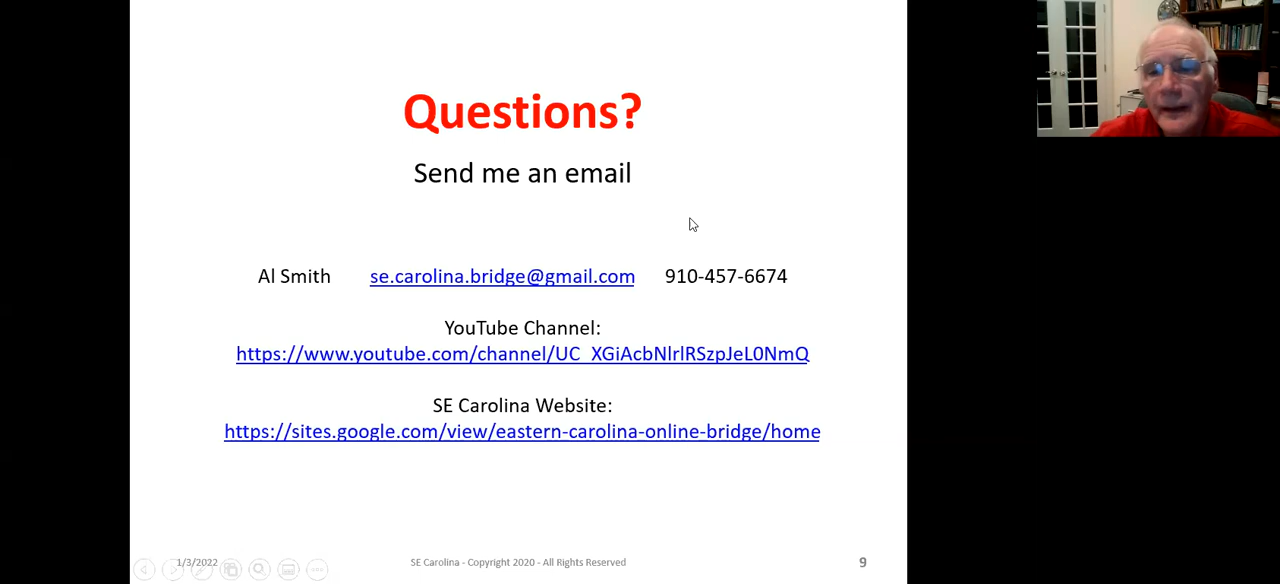 Questions?
Send me an email
Al Smith se.carolina.bridge@gmail.com 910-457-6674
YouTube Channel:
https://www.youtube.com/channel/UC_XGiAcbNlrlRSzpJeL0NmQ
SE Carolina Website:
https://sites.google.com/view/eastern-carolina-online-bridge/home
1/3/2022 SE Carolina - Copyright 2020 - All Rights Reserved 9